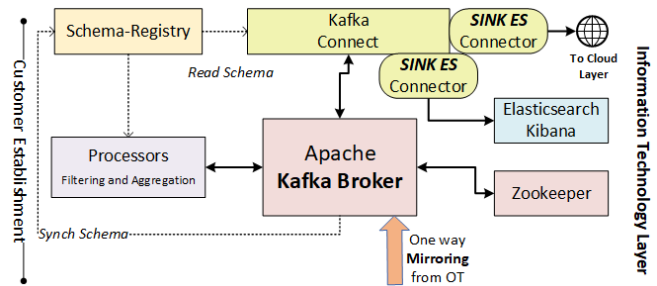 Customer Establishment
Schema-Registry
Read Schema
Kafka
Connect
SINK ES
Connector
SINK ES
Connector
To Cloud
Layer
Elasticsearch
Kibana
Processors
Filtering and Aggregation
Apache
Kafka Broker
Zookeeper
Synch Schema
One way
Mirroring
from OT
Information Technology Layer